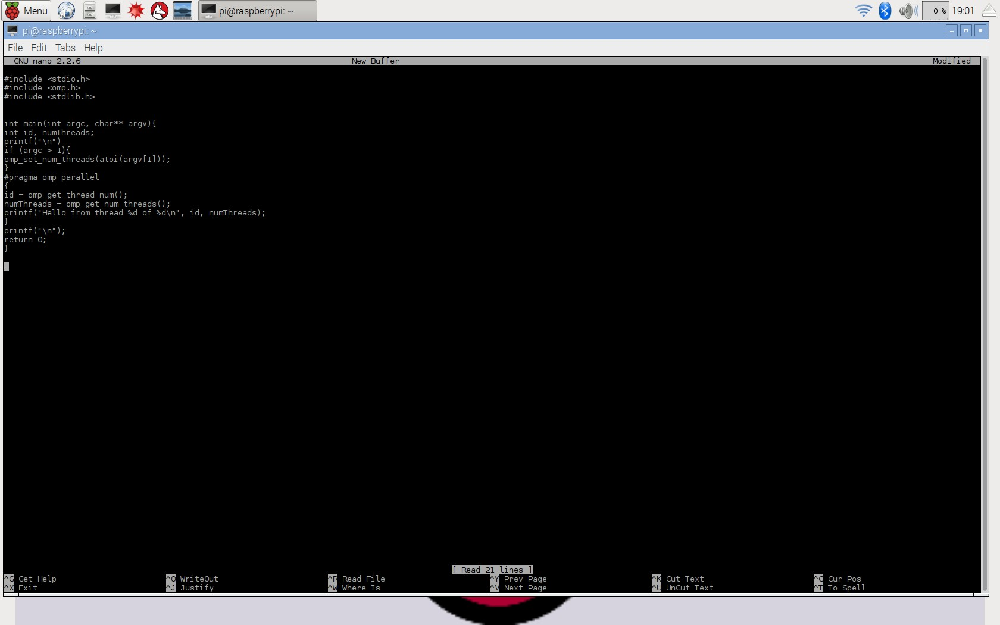 Menu
pi@raspberrypi: ~
0 %
19:01
pi@raspberrypi: ~
File Edit Tabs Help
GNU nano 2.2.6 New Buffer Modified
#include <stdio.h>
#include <omp.h>
#include <stdlib.h>
int main(int argc, char** argv){
int id, numThreads;
printf("\n")
if (argc > 1){
omp_set_num_threads(atoi(argv[1]));
}
#pragma omp parallel
{
id = omp_get_thread_num();
numThreads = omp_get_num_threads();
printf("Hello from thread %d of %d\n", id, numThreads);
}
printf("\n");
return 0;
}
[ Read 21 lines ]
^G Get Help ^O WriteOut ^R Read File ^Y Prev Page ^K Cut Text ^C Cur Pos
^X Exit ^J Justify ^W Where Is ^V Next Page ^U UnCut Text ^T To Spell